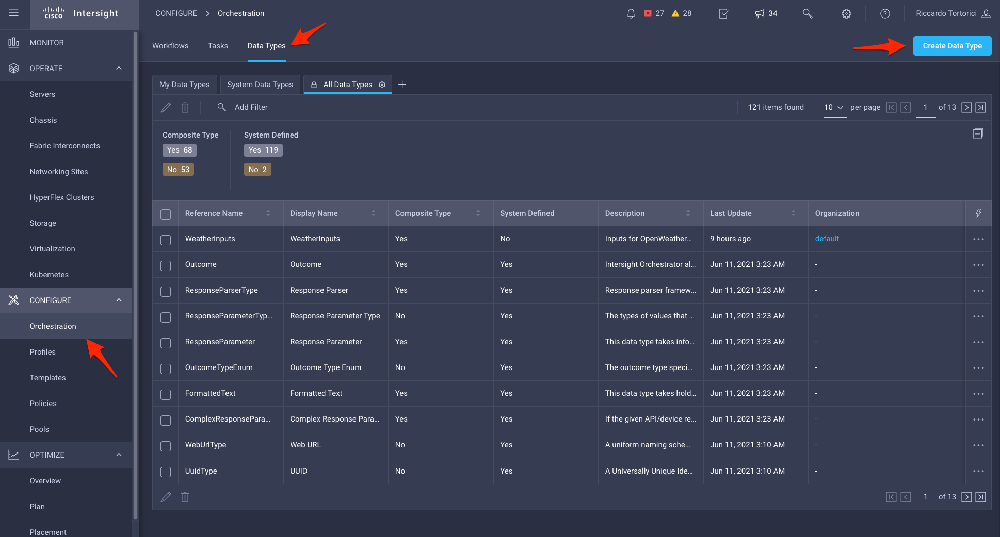 CISCO Intersight
CONFIGURE > Orchestration
27 28
34
Riccardo Tortorici
MONITOR
OPERATE
Servers
Chassis
Fabric Interconnects
Networking Sites
HyperFlex Clusters
Storage
Virtualization
Kubernetes
CONFIGURE
Orchestration
Profiles
Templates
Policies
Pools
OPTIMIZE
Overview
Plan
Placement
Workflows Tasks Data Types
Create Data Type
My Data Types System Data Types All Data Types
Add Filter
121 items found 10 per page 1 of 13
Composite Type System Defined
Yes 68 Yes 119
No 53 No 2
Reference Name Display Name Composite Type System Defined Description Last Update Organization
WeatherInputs WeatherInputs Yes No Inputs for OpenWeather... 9 hours ago default
Outcome Outcome Yes Yes Intersight Orchestrator al... Jun 11, 2021 3:23 AM -
ResponseParserType Response Parser Yes Yes Response parser framew... Jun 11, 2021 3:23 AM -
ResponseParameterTyp... Response Parameter Type No Yes The types of values that ... Jun 11, 2021 3:23 AM -
ResponseParameter Response Parameter Yes Yes This data type takes info... Jun 11, 2021 3:23 AM -
OutcomeTypeEnum Outcome Type Enum No Yes The outcome type speci... Jun 11, 2021 3:23 AM -
FormattedText Formatted Text Yes Yes This data type takes hold... Jun 11, 2021 3:23 AM -
ComplexResponsePara... Complex Response Para... Yes Yes If the given API/device re... Jun 11, 2021 3:23 AM -
WebUrlType Web URL No Yes A uniform naming sche... Jun 11, 2021 3:10 AM -
UuidType UUID No Yes A Universally Unique Ide... Jun 11, 2021 3:10 AM -
1 of 13